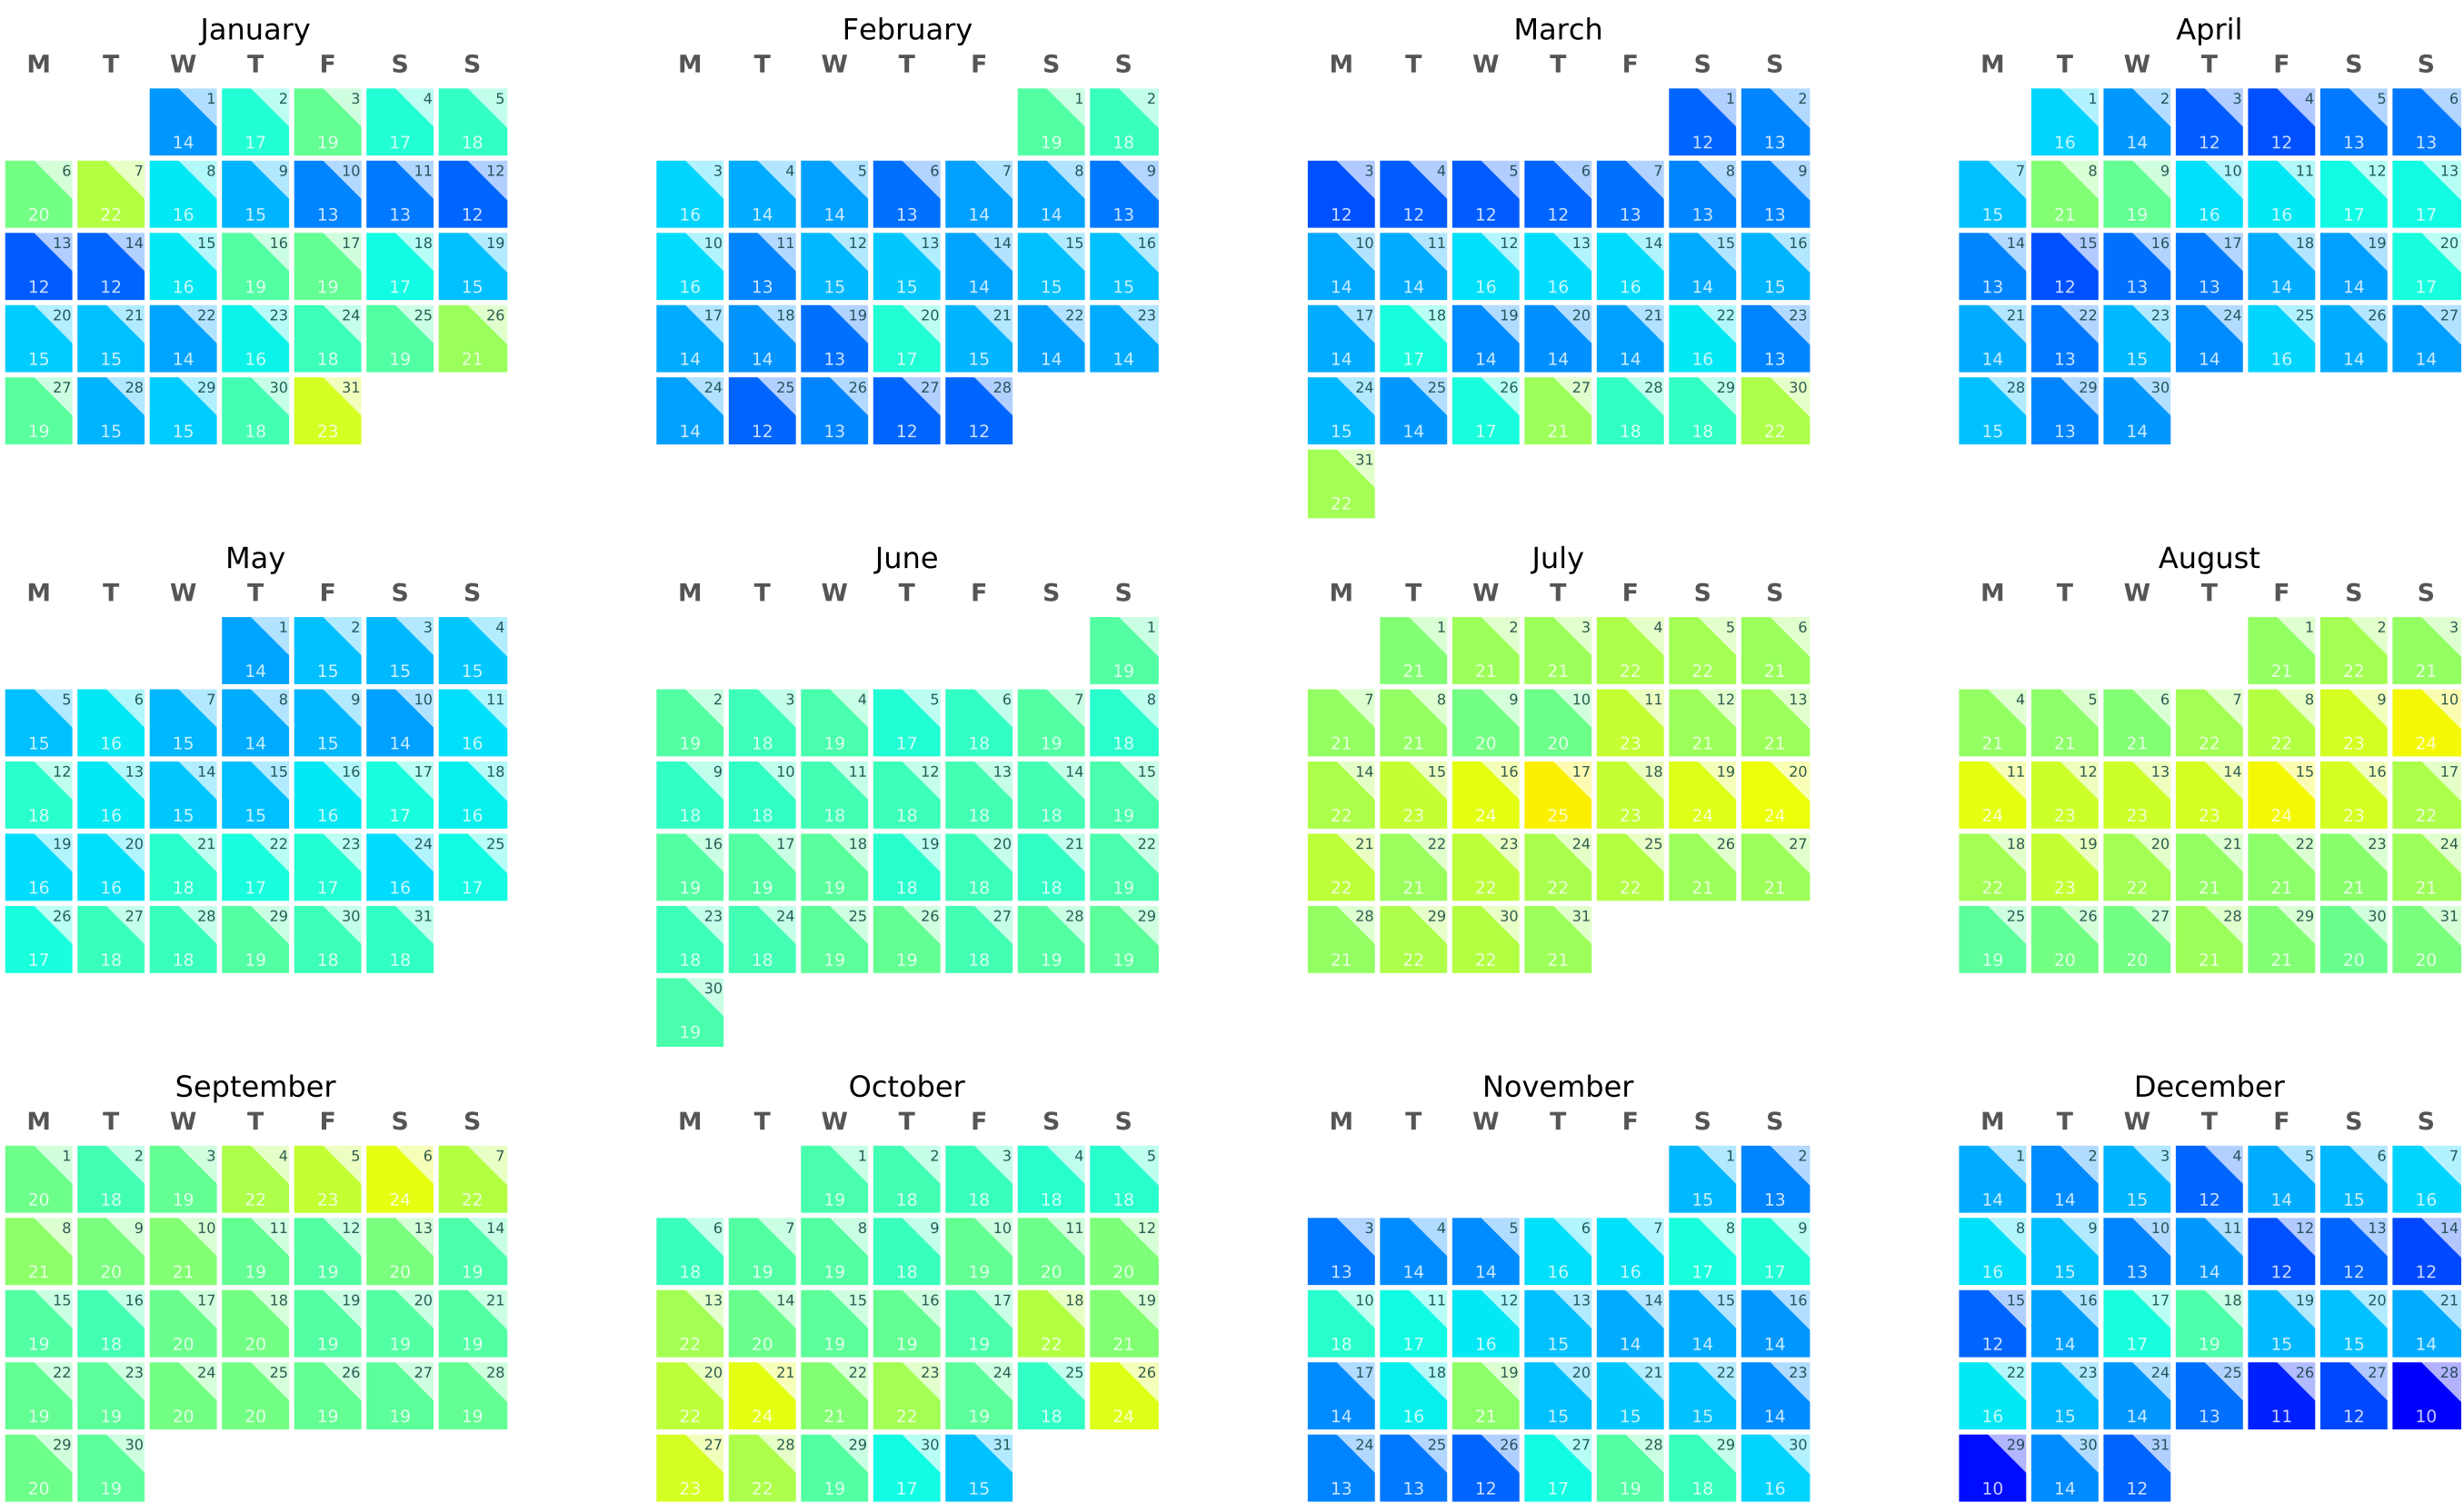 January
M T W T F S S
1 2 3 4 5
14 17 19 17 18
6 7 8 9 10 11 12
20 22 16 15 13 13 12
13 14 15 16 17 18 19
12 12 16 19 19 17 15
20 21 22 23 24 25 26
15 15 14 16 18 19 21
27 28 29 30 31
19 15 15 18 23
February
M T W T F S S
1 2
19 18
3 4 5 6 7 8 9
16 14 14 13 14 14 13
10 11 12 13 14 15 16
16 13 15 15 14 15 15
17 18 19 20 21 22 23
14 14 13 17 15 14 14
24 25 26 27 28
14 12 13 12 12
March
M T W T F S S
1 2
12 13
3 4 5 6 7 8 9
12 12 12 12 13 13 13
10 11 12 13 14 15 16
14 14 16 16 16 14 15
17 18 19 20 21 22 23
14 17 14 14 14 16 13
24 25 26 27 28 29 30
15 14 17 21 18 18 22
31
22
April
M T W T F S S
1 2 3 4 5 6
16 14 12 12 13 13
7 8 9 10 11 12 13
15 21 19 16 16 17 17
14 15 16 17 18 19 20
13 12 13 13 14 14 17
21 22 23 24 25 26 27
14 13 15 14 16 14 14
28 29 30
15 13 14
May
M T W T F S S
1 2 3 4
14 15 15 15
5 6 7 8 9 10 11
15 16 15 14 15 14 16
12 13 14 15 16 17 18
18 16 15 15 16 17 16
19 20 21 22 23 24 25
16 16 18 17 17 16 17
26 27 28 29 30 31
17 18 18 19 18 18
June
M T W T F S S
1
19
2 3 4 5 6 7 8
19 18 19 17 18 19 18
9 10 11 12 13 14 15
18 18 18 18 18 18 19
16 17 18 19 20 21 22
19 19 19 18 18 18 19
23 24 25 26 27 28 29
18 18 19 19 18 19 19
30
19
July
M T W T F S S
1 2 3 4 5 6
21 21 21 22 22 21
7 8 9 10 11 12 13
21 21 20 20 23 21 21
14 15 16 17 18 19 20
22 23 24 25 23 24 24
21 22 23 24 25 26 27
22 21 22 22 22 21 21
28 29 30 31
21 22 22 21
August
M T W T F S S
1 2 3
21 22 21
4 5 6 7 8 9 10
21 21 21 22 22 23 24
11 12 13 14 15 16 17
24 23 23 23 24 23 22
18 19 20 21 22 23 24
22 23 22 21 21 21 21
25 26 27 28 29 30 31
19 20 20 21 21 20 20
September
M T W T F S S
1 2 3 4 5 6 7
20 18 19 22 23 24 22
8 9 10 11 12 13 14
21 20 21 19 19 20 19
15 16 17 18 19 20 21
19 18 20 20 19 19 19
22 23 24 25 26 27 28
19 19 20 20 19 19 19
29 30
20 19
October
M T W T F S S
1 2 3 4 5
19 18 18 18 18
6 7 8 9 10 11 12
18 19 19 18 19 20 20
13 14 15 16 17 18 19
22 20 19 19 19 22 21
20 21 22 23 24 25 26
22 24 21 22 19 18 24
27 28 29 30 31
23 22 19 17 15
November
M T W T F S S
1 2
15 13
3 4 5 6 7 8 9
13 14 14 16 16 17 17
10 11 12 13 14 15 16
18 17 16 15 14 14 14
17 18 19 20 21 22 23
14 16 21 15 15 15 14
24 25 26 27 28 29 30
13 13 12 17 19 18 16
December
M T W T F S S
1 2 3 4 5 6 7
14 14 15 12 14 15 16
8 9 10 11 12 13 14
16 15 13 14 12 12 12
15 16 17 18 19 20 21
12 14 17 19 15 15 14
22 23 24 25 26 27 28
16 15 14 13 11 12 10
29 30 31
10 14 12